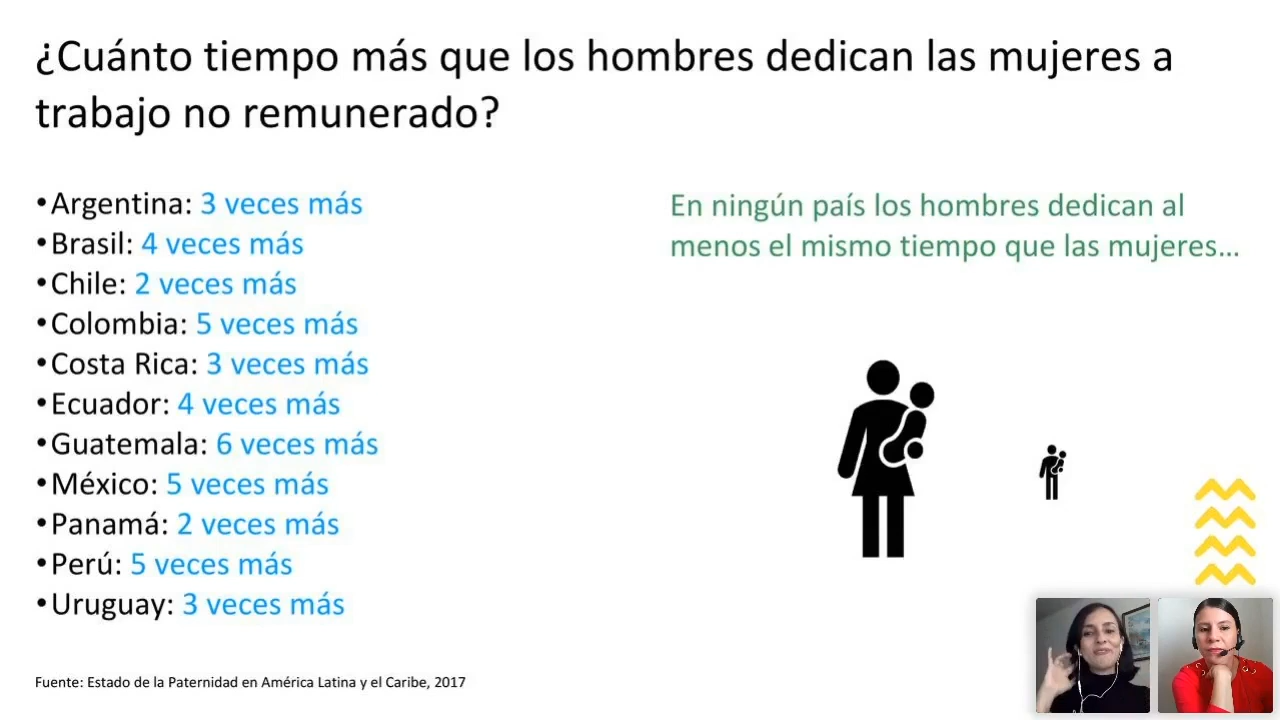 ¿Cuánto tiempo más que los hombres dedican las mujeres a
trabajo no remunerado?
•Argentina: 3 veces más
•Brasil: 4 veces más
•Chile: 2 veces más
•Colombia: 5 veces más
•Costa Rica: 3 veces más
•Ecuador: 4 veces más
•Guatemala: 6 veces más
•México: 5 veces más
•Panamá: 2 veces más
•Perú: 5 veces más
•Uruguay: 3 veces más
En ningún país los hombres dedican al
menos el mismo tiempo que las mujeres…
Fuente: Estado de la Paternidad en América Latina y el Caribe, 2017